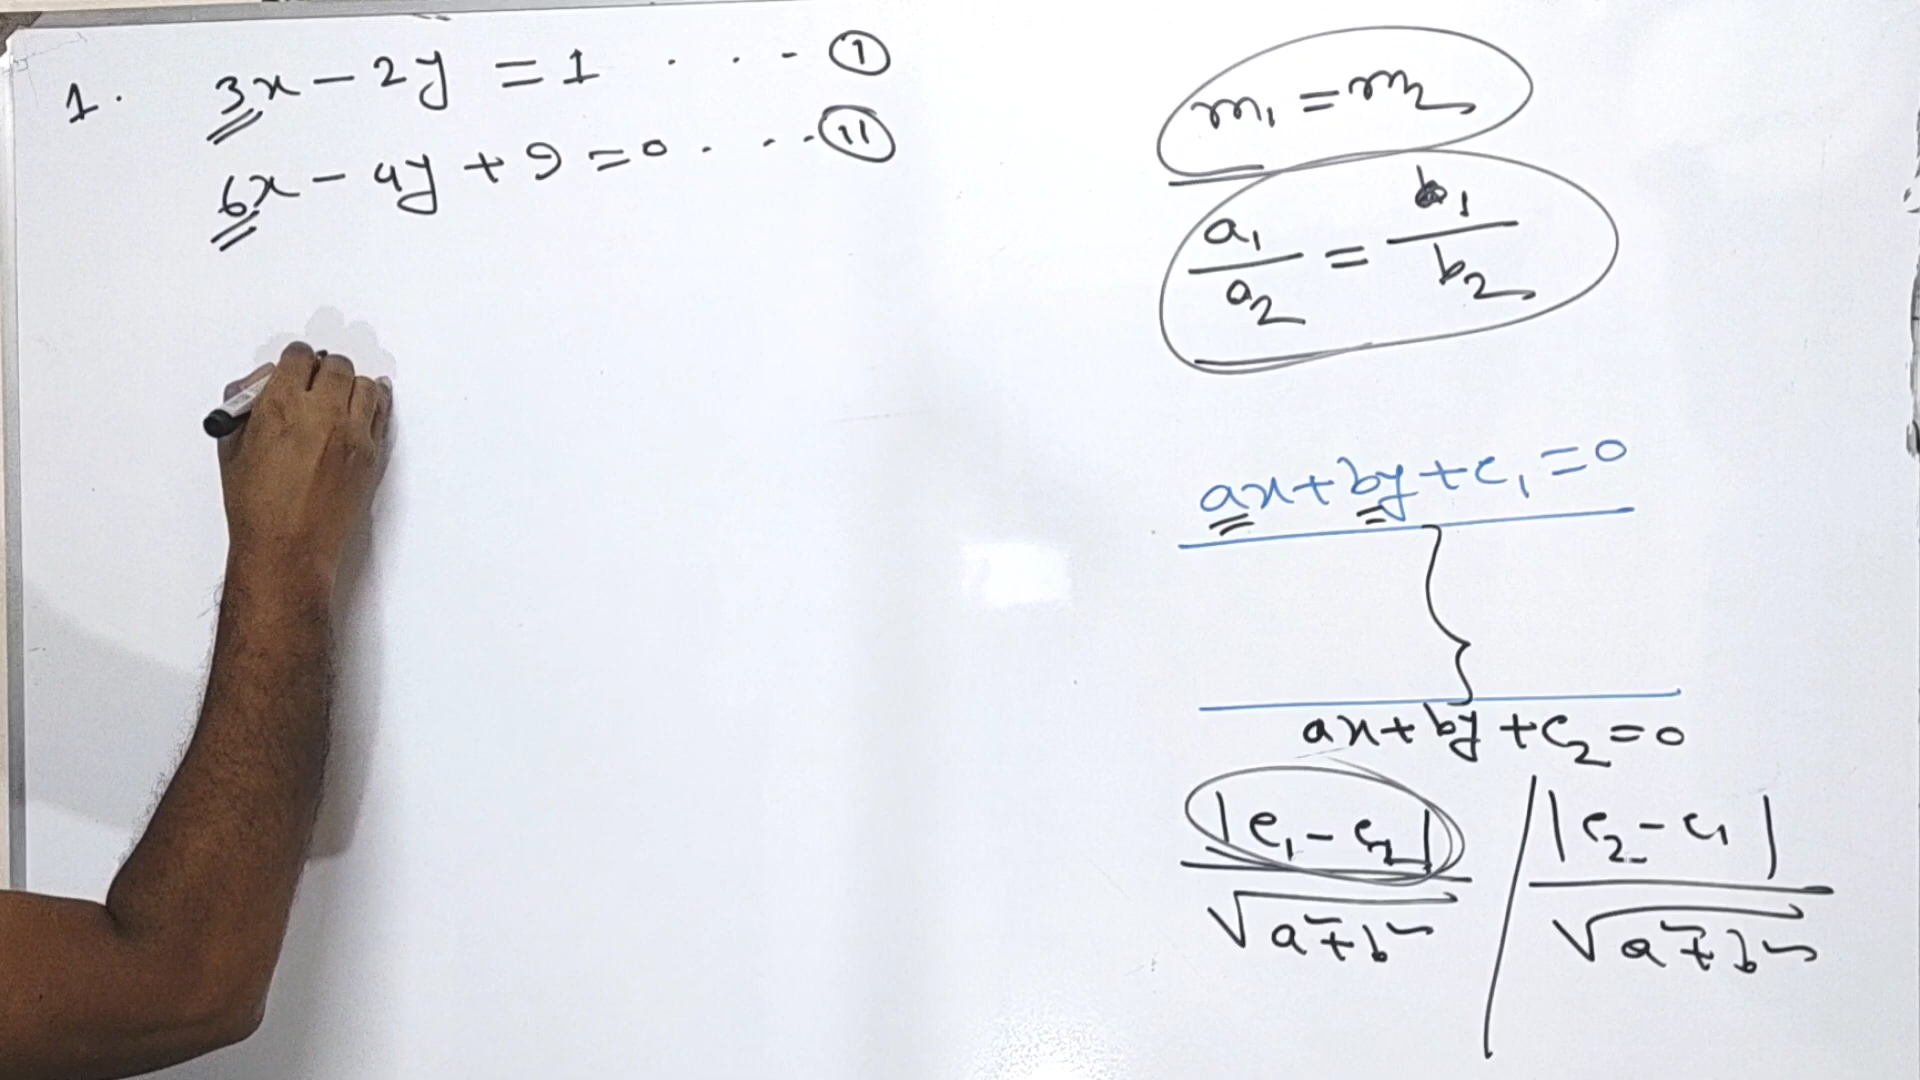 1. 3x - 2y = 1 . . . - ①
6x - 4y + 9 = 0 . . . - ⑪
m₁ = m₂
a₁/a₂ = b₁/b₂
ax + by + c₁ = 0
ax + by + c₂ = 0
|c₁ - c₂| / √(a² + b²) / |c₂ - c₁| / √(a² + b²)